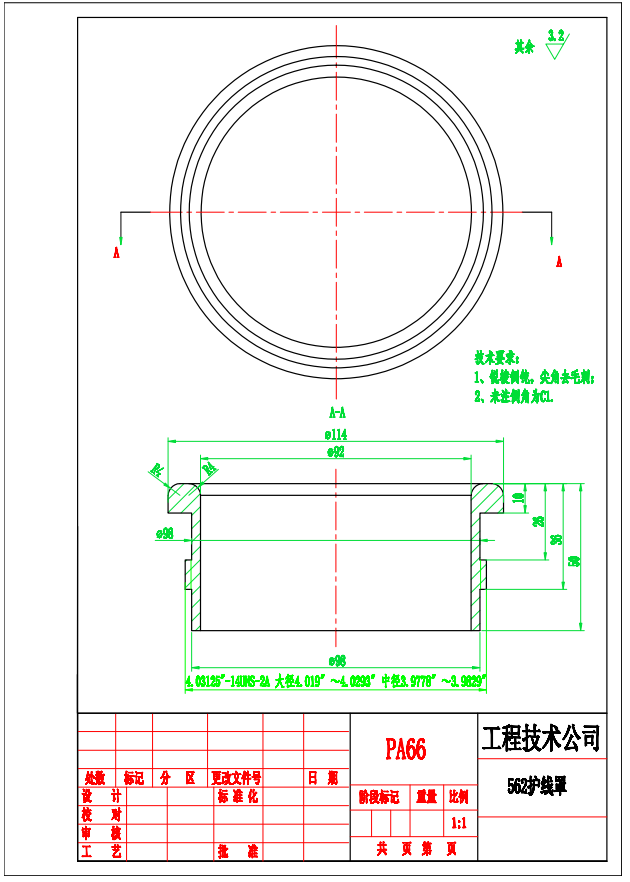 其余 3.2
A A
技术要求:
1、锐棱倒钝，尖角去毛刺;
2、未注倒角为C1.
A-A
ø114
ø92
R4
10
26
36
50
ø98
ø98
4.03125"-14UNS-2A 大径4.019" ～4.0293" 中径3.9776" ～3.9829"
PA66
工程技术公司
562护线罩
处数 标记 分 区 更改文件号 日 期
设 计 标 准 化
阶段标记 重量 比例
校 对
1:1
审 核
工 艺 批 准
共 页 第 页